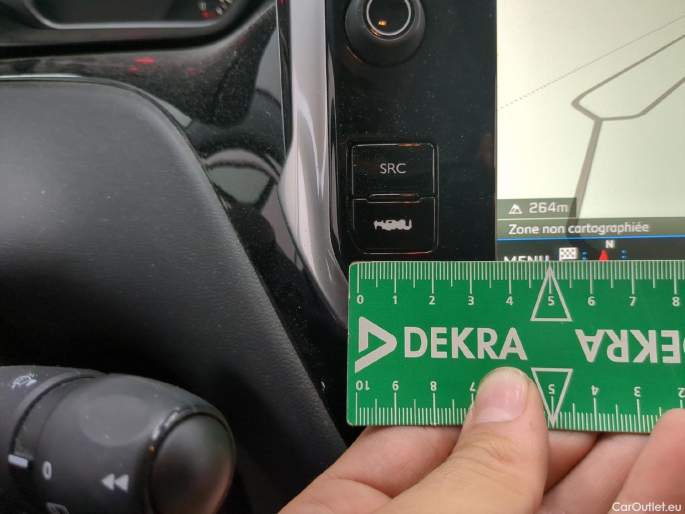 SRC
MENU
264m
Zone non cartographiée
N
MENU
0 1 2 3 4 5 6 7 8
DEKRA DEKRA
10 9 8 7 5 4 3 2
0
CarOutlet.eu